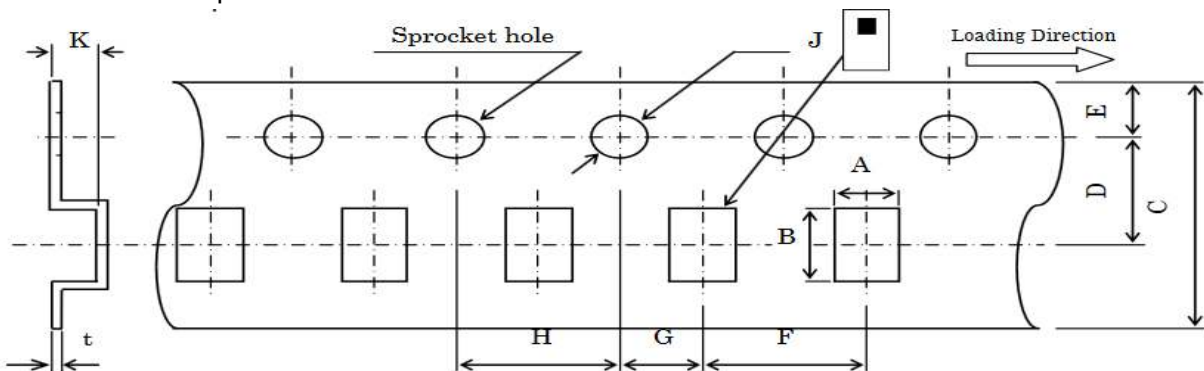 K
Sprocket hole
J
Loading Direction
E
A
D
C
B
t
H
G
F